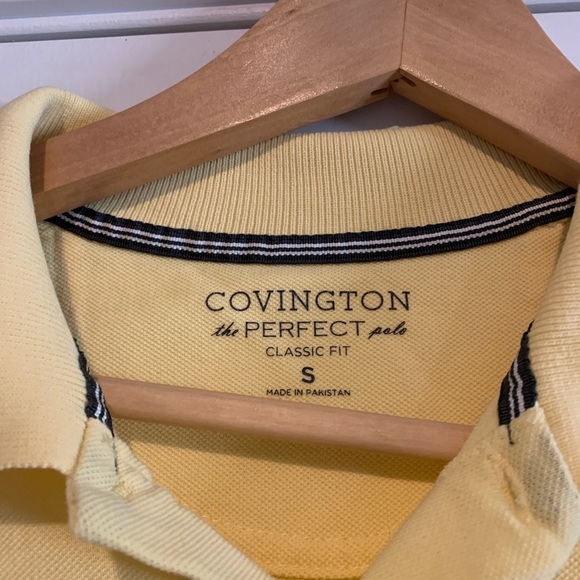 COVINGTON
the PERFECT polo
CLASSIC FIT
S
MADE IN PAKISTAN